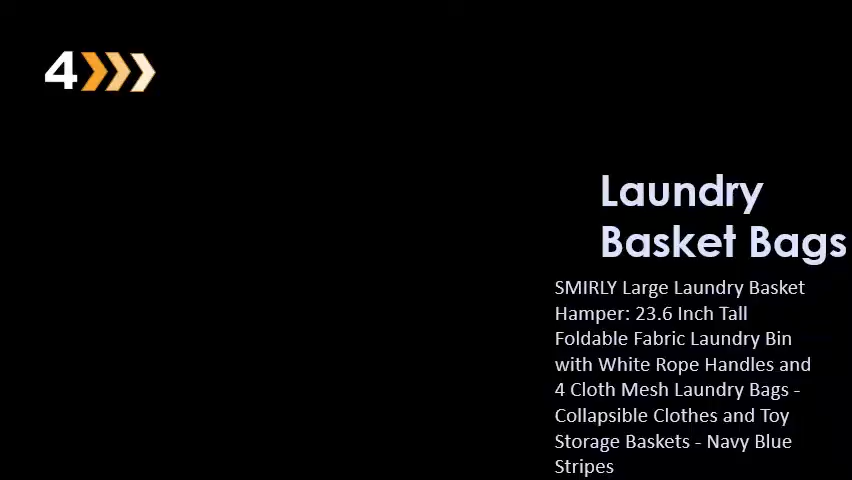 4
Laundry
Basket Bags
SMIRLY Large Laundry Basket
Hamper: 23.6 Inch Tall
Foldable Fabric Laundry Bin
with White Rope Handles and
4 Cloth Mesh Laundry Bags -
Collapsible Clothes and Toy
Storage Baskets - Navy Blue
Stripes